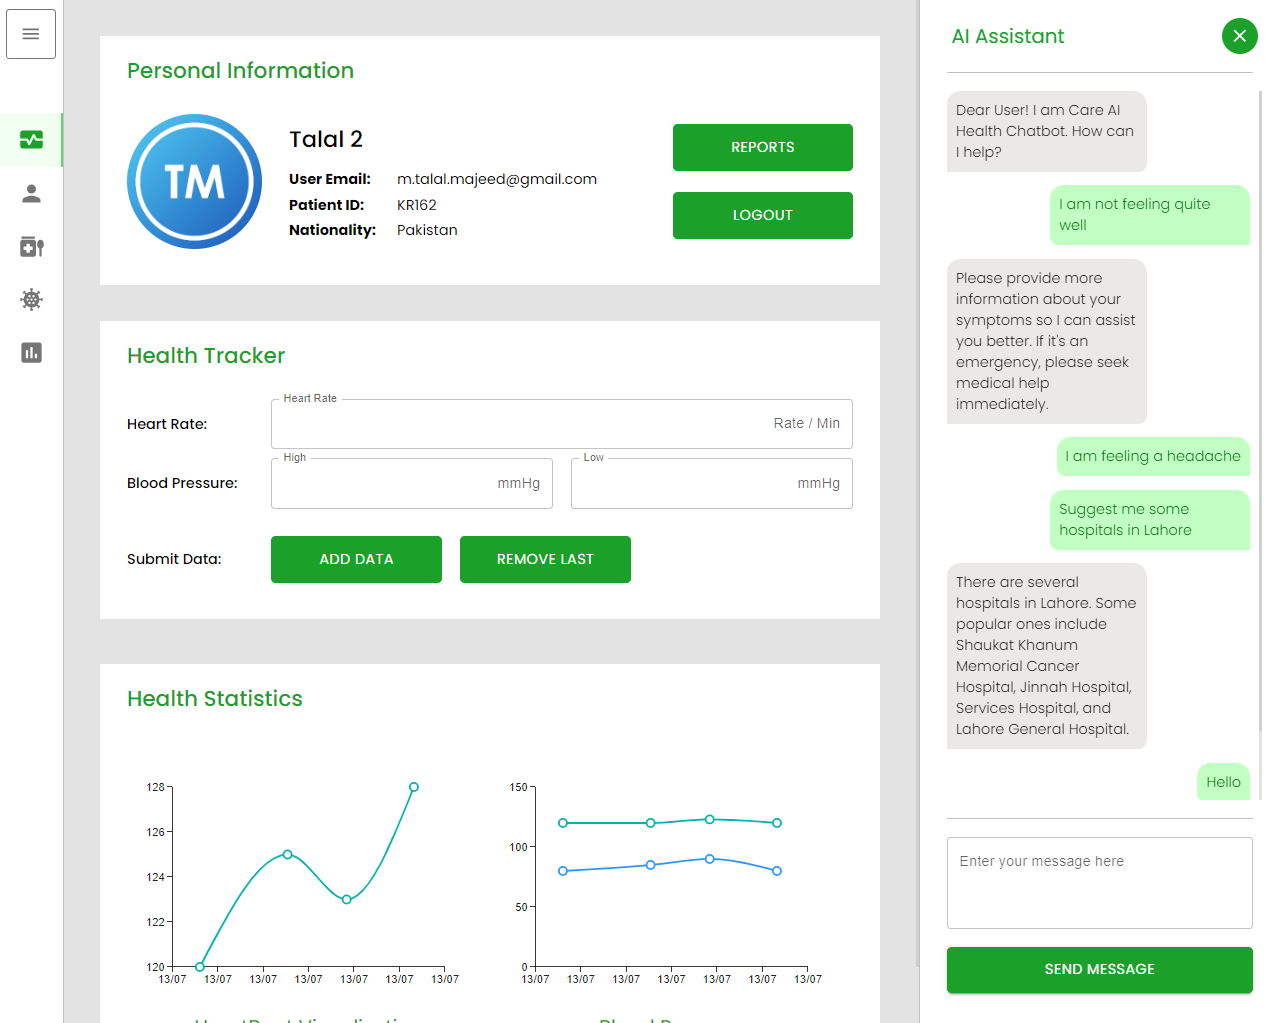 Personal Information
TM
Talal 2
User Email: m.talal.majeed@gmail.com
Patient ID: KR162
Nationality: Pakistan
REPORTS
LOGOUT
Health Tracker
Heart Rate:
Heart Rate
Rate / Min
Blood Pressure:
High
mmHg
Low
mmHg
Submit Data:
ADD DATA
REMOVE LAST
Health Statistics
128
126
124
122
120
13/07 13/07 13/07 13/07 13/07 13/07 13/07
150
100
50
0
13/07 13/07 13/07 13/07 13/07 13/07 13/07
AI Assistant
Dear User! I am Care AI
Health Chatbot. How can
I help?
I am not feeling quite
well
Please provide more
information about your
symptoms so I can assist
you better. If it's an
emergency, please seek
medical help
immediately.
I am feeling a headache
Suggest me some
hospitals in Lahore
There are several
hospitals in Lahore. Some
popular ones include
Shaukat Khanum
Memorial Cancer
Hospital, Jinnah Hospital,
Services Hospital, and
Lahore General Hospital.
Hello
Enter your message here
SEND MESSAGE